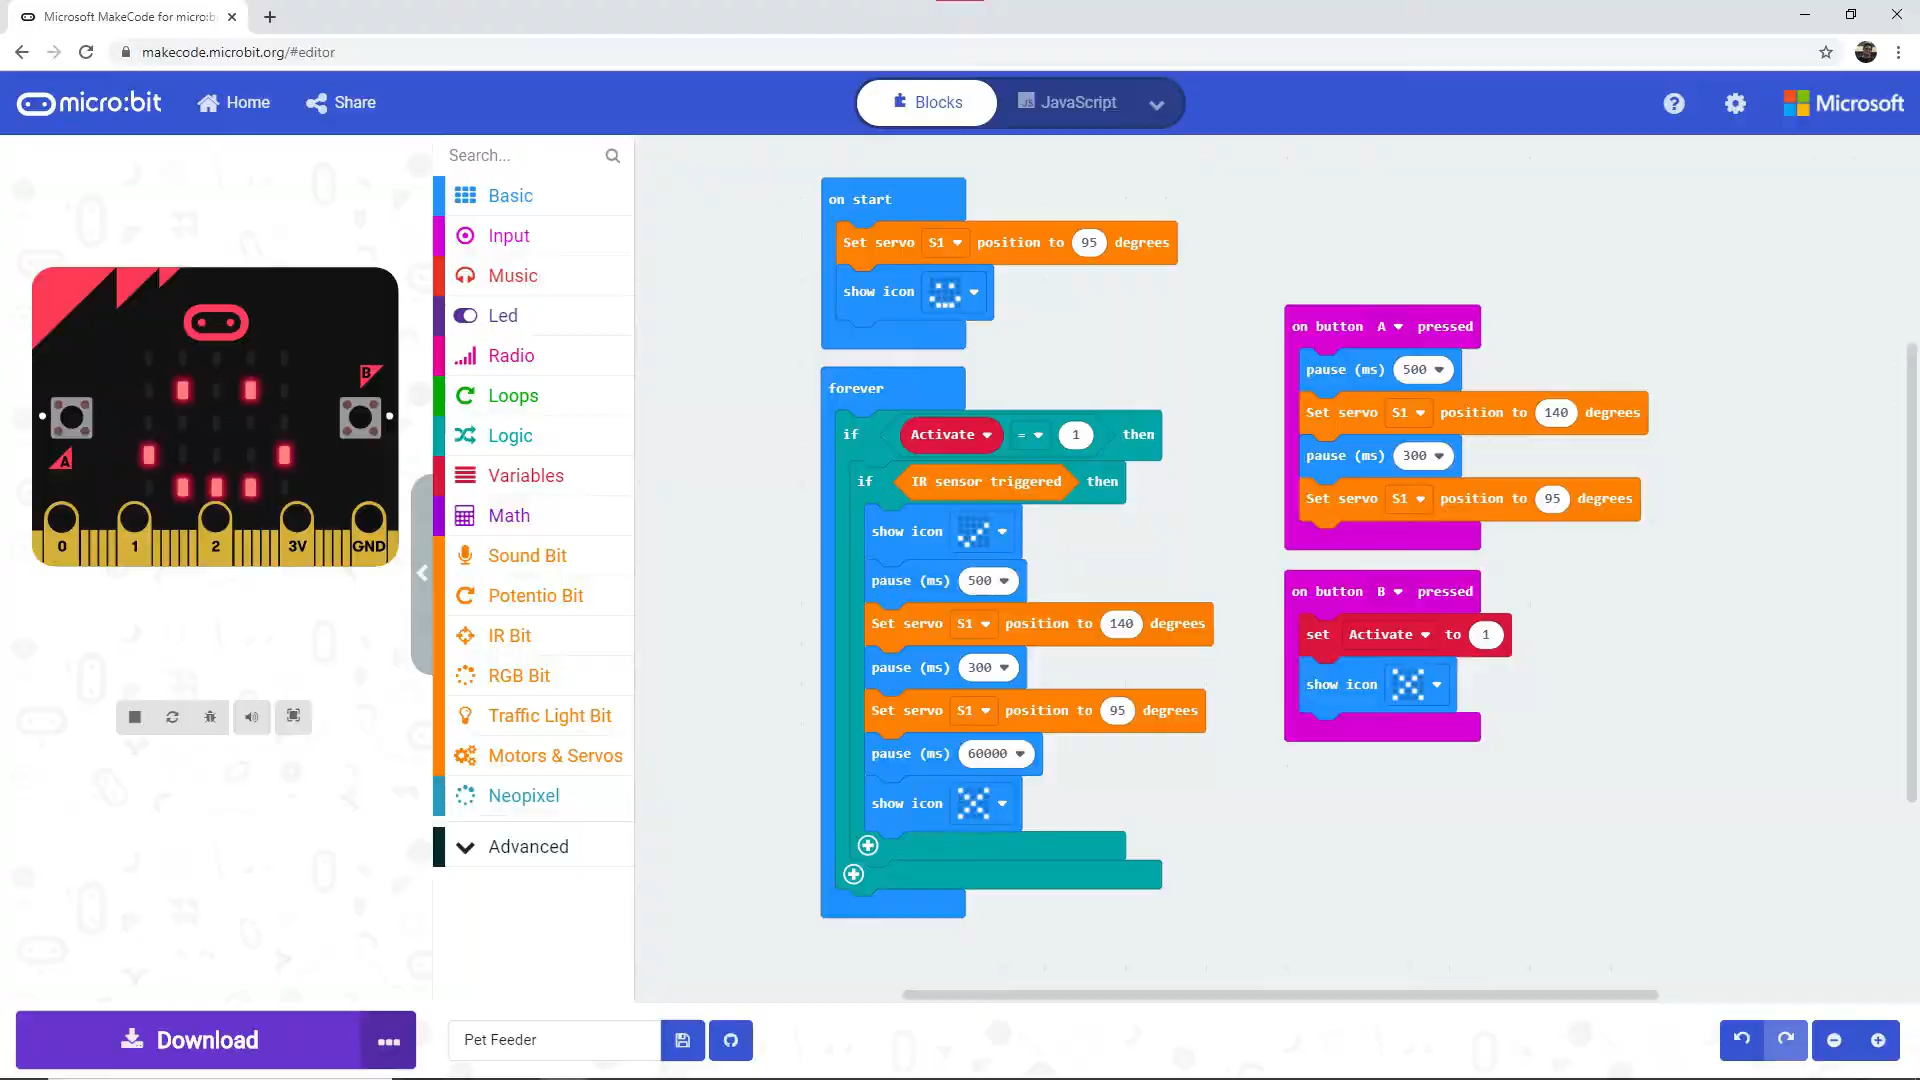 Microsoft MakeCode for micro:b
makecode.microbit.org/#editor
micro:bit
Home
Share
Blocks
JavaScript
Microsoft
Search...
Basic
Input
Music
Led
Radio
Loops
Logic
Variables
Math
Sound Bit
Potentio Bit
IR Bit
RGB Bit
Traffic Light Bit
Motors & Servos
Neopixel
Advanced
B
A
0 1 2 3V GND
on start
Set servo S1 position to 95 degrees
show icon
forever
if Activate = 1 then
if IR sensor triggered then
show icon
pause (ms) 500
Set servo S1 position to 140 degrees
pause (ms) 300
Set servo S1 position to 95 degrees
pause (ms) 60000
show icon
on button A pressed
pause (ms) 500
Set servo S1 position to 140 degrees
pause (ms) 300
Set servo S1 position to 95 degrees
on button B pressed
set Activate to 1
show icon
Download
Pet Feeder